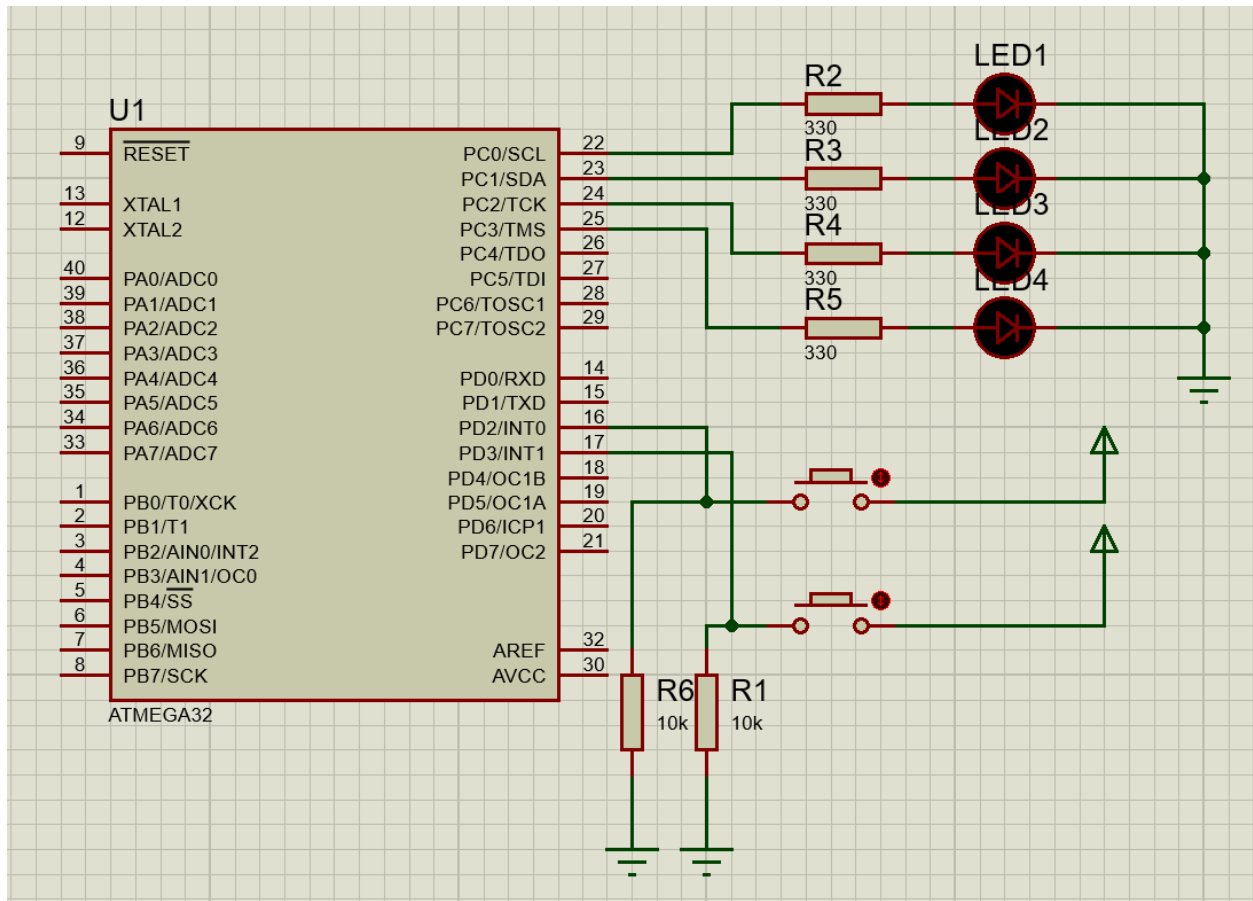 U1
9
RESET
13
XTAL1
12
XTAL2
40
PA0/ADC0
39
PA1/ADC1
38
PA2/ADC2
37
PA3/ADC3
36
PA4/ADC4
35
PA5/ADC5
34
PA6/ADC6
33
PA7/ADC7
1
PB0/T0/XCK
2
PB1/T1
3
PB2/AIN0/INT2
4
PB3/AIN1/OC0
5
PB4/SS
6
PB5/MOSI
7
PB6/MISO
8
PB7/SCK
22
PC0/SCL
23
PC1/SDA
24
PC2/TCK
25
PC3/TMS
26
PC4/TDO
27
PC5/TDI
28
PC6/TOSC1
29
PC7/TOSC2
14
PD0/RXD
15
PD1/TXD
16
PD2/INT0
17
PD3/INT1
18
PD4/OC1B
19
PD5/OC1A
20
PD6/ICP1
21
PD7/OC2
32
AREF
30
AVCC
ATMEGA32
R2
330
LED1
R3
330
LED2
R4
330
LED3
R5
330
LED4
R6
10k
R1
10k